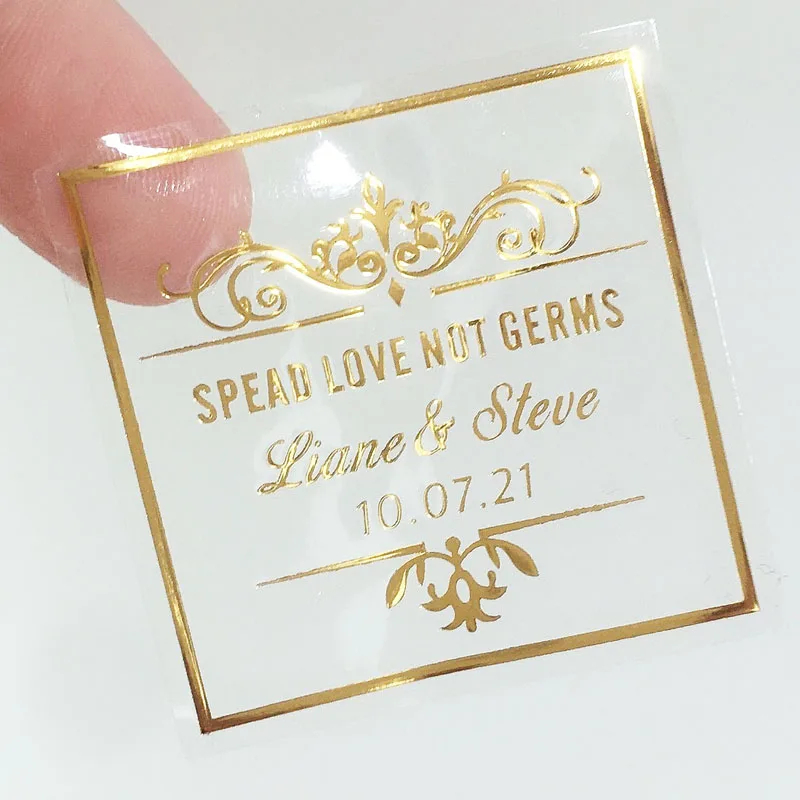 SPEAD LOVE NOT GERMS
Liane & Steve
10.07.21